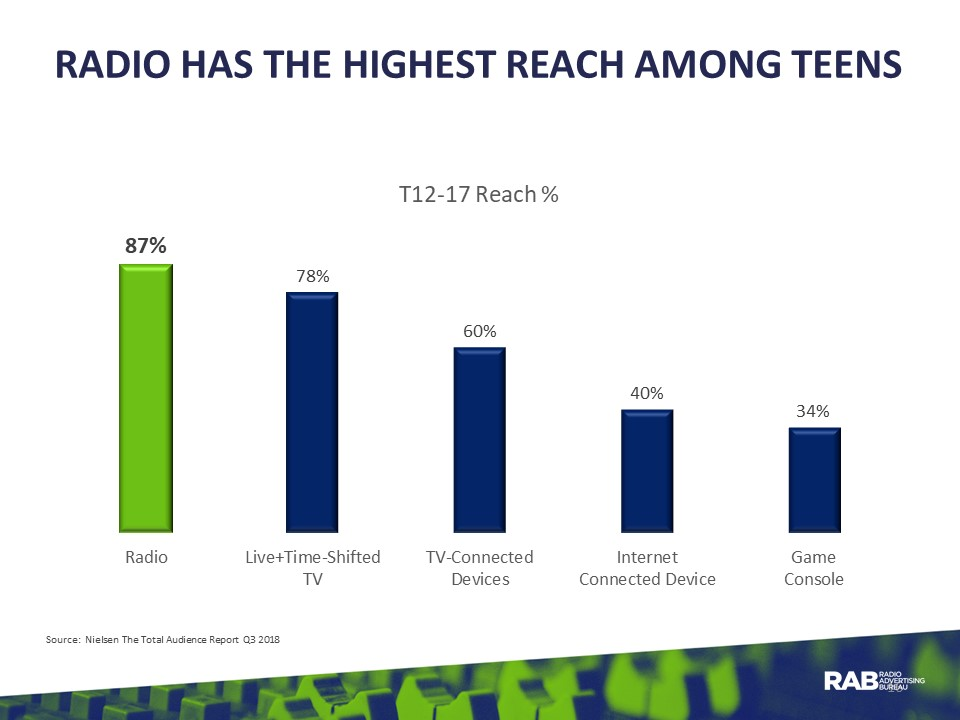 RADIO HAS THE HIGHEST REACH AMONG TEENS
T12-17 Reach %
87%
78%
60%
40%
34%
Radio
Live+Time-Shifted
TV
TV-Connected
Devices
Internet
Connected Device
Game
Console
Source: Nielsen The Total Audience Report Q3 2018
RAB RADIO
ADVERTISING
BUREAU